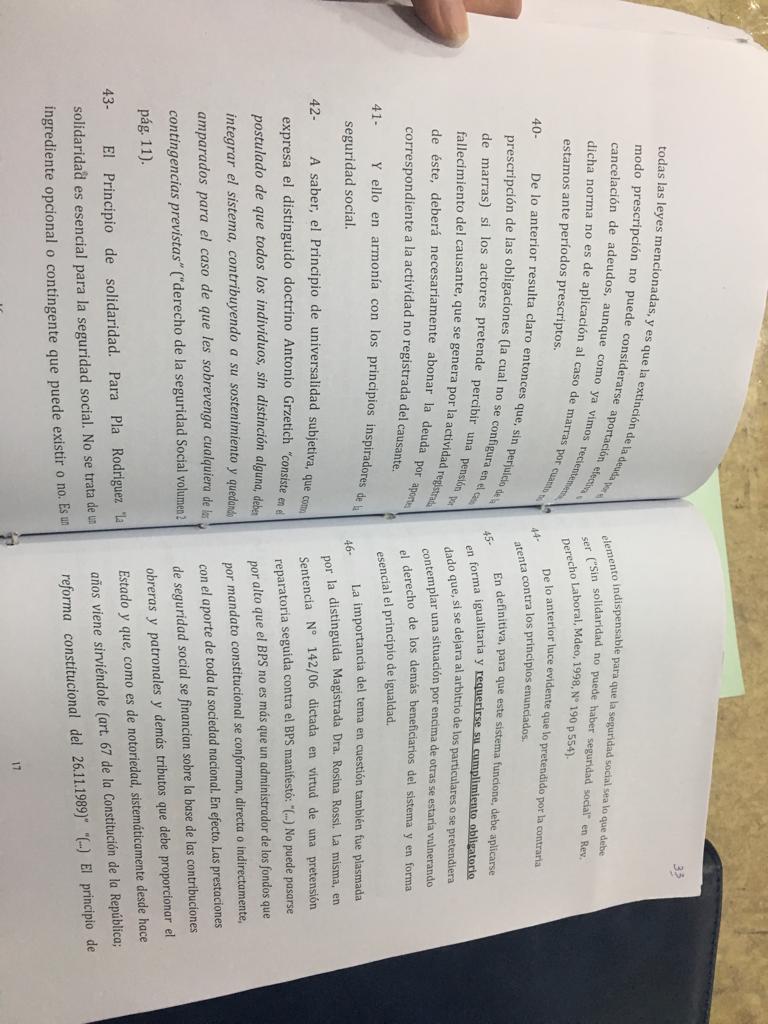 todas las leyes mencionadas, y es que la extinción de la deuda por el
modo prescripción no puede considerarse aportación efectiva o
cancelación de adeudos, aunque como ya vimos recientemente,
dicha norma no es de aplicación al caso de marras por cuanto no
estamos ante períodos prescriptos.
40- De lo anterior resulta claro entonces que, sin perjuicio de la
prescripción de las obligaciones (la cual no se configura en el caso
de marras) si los actores pretende percibir una pensión por
fallecimiento del causante, que se genera por la actividad registrada
de éste, deberá necesariamente abonar la deuda por aportes
correspondiente a la actividad no registrada del causante.
41- Y ello en armonía con los principios inspiradores de la
seguridad social.
42- A saber, el Principio de universalidad subjetiva, que como
expresa el distinguido doctrino Antonio Grzetich "consiste en el
postulado de que todos los individuos, sin distinción alguna, deben
integrar el sistema, contribuyendo a su sostenimiento y quedando
amparados para el caso de que les sobrevenga cualquiera de las
contingencias previstas" ("derecho de la seguridad Social volumen 2
pág. 11).
43- El Principio de solidaridad. Para Pla Rodriguez "La
solidaridad es esencial para la seguridad social. No se trata de un
ingrediente opcional o contingente que puede existir o no. Es un
33
elemento indispensable para que la seguridad social sea lo que debe
ser ("Sin solidaridad no puede haber seguridad social" en Rev.
Derecho Laboral, Mdeo, 1998, N° 190 p 554).
44- De lo anterior luce evidente que lo pretendido por la contraria
atenta contra los principios enunciados.
45- En definitiva, para que este sistema funcione, debe aplicarse
en forma igualitaria y requerirse su cumplimiento obligatorio
dado que, si se dejara al arbitrio de los particulares o se pretendiera
contemplar una situación por encima de otras se estaría vulnerando
el derecho de los demás beneficiarios del sistema y en forma
esencial el principio de igualdad.
46- La importancia del tema en cuestión también fue plasmada
por la distinguida Magistrada Dra. Rosina Rossi. La misma, en
Sentencia N° 142/06 dictada en virtud de una pretensión
reparatoria seguida contra el BPS manifestó: "(...) No puede pasarse
por alto que el BPS no es más que un administrador de los fondos que
por mandato constitucional se conforman, directa o indirectamente,
con el aporte de toda la sociedad nacional. En efecto. Las prestaciones
de seguridad social se financian sobre la base de las contribuciones
obreras y patronales y demás tributos que debe proporcionar el
Estado y que, como es de notoriedad, sistemáticamente desde hace
años viene sirviéndole (art. 67 de la Constitución de la República;
reforma constitucional del 26.11.1989)" "(...) El principio de
17